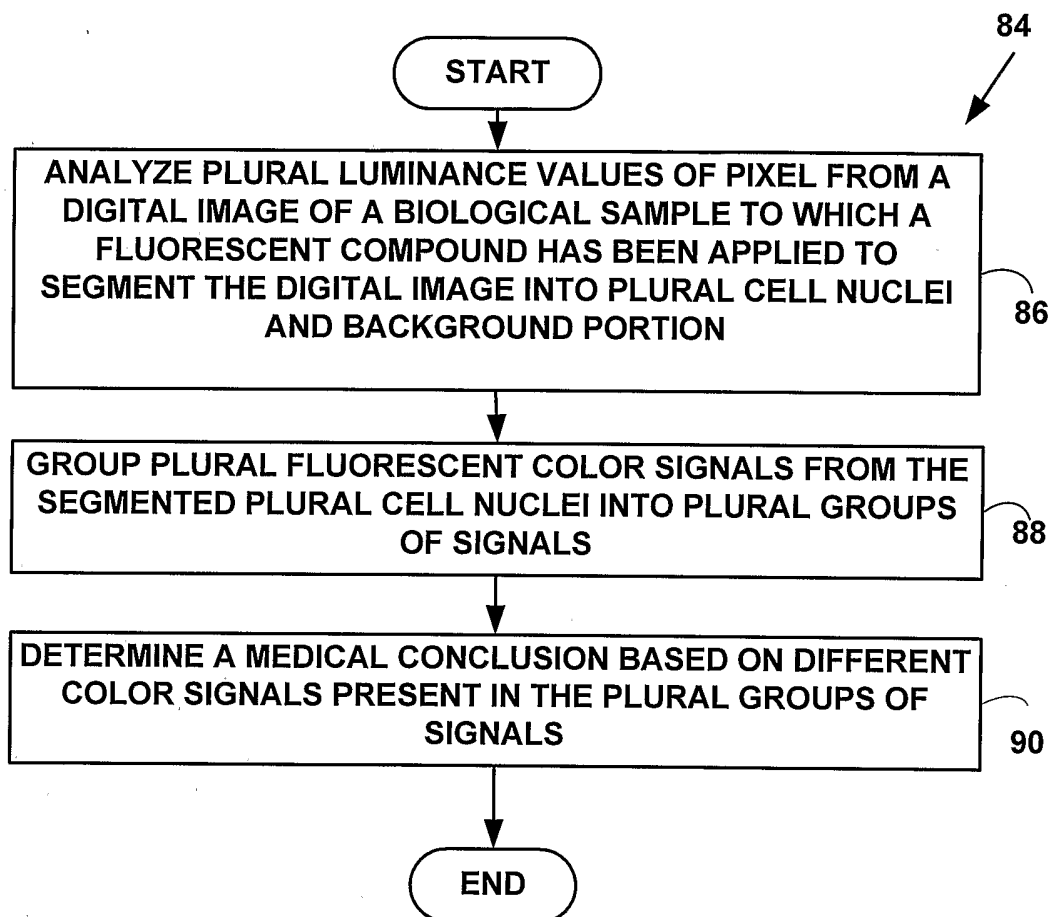 84
START
ANALYZE PLURAL LUMINANCE VALUES OF PIXEL FROM A
DIGITAL IMAGE OF A BIOLOGICAL SAMPLE TO WHICH A
FLUORESCENT COMPOUND HAS BEEN APPLIED TO
SEGMENT THE DIGITAL IMAGE INTO PLURAL CELL NUCLEI
AND BACKGROUND PORTION
86
GROUP PLURAL FLUORESCENT COLOR SIGNALS FROM THE
SEGMENTED PLURAL CELL NUCLEI INTO PLURAL GROUPS
OF SIGNALS
88
DETERMINE A MEDICAL CONCLUSION BASED ON DIFFERENT
COLOR SIGNALS PRESENT IN THE PLURAL GROUPS OF
SIGNALS
90
END